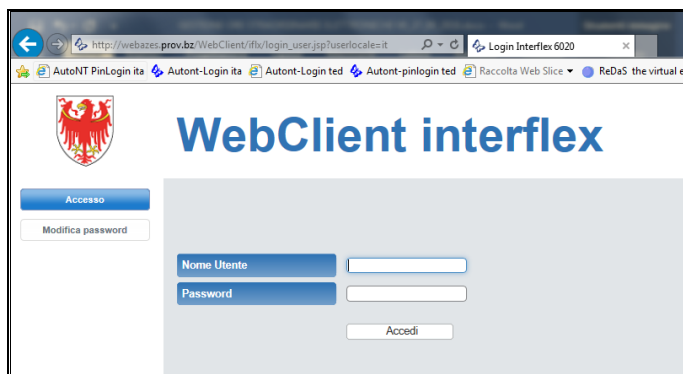 http://webazes.prov.bz/WebClient/iflx/login_user.jsp?userlocale=it
Login Interflex 6020
AutoNT PinLogin ita Autont-Login ita Autont-Login ted Autont-pinlogin ted Raccolta Web Slice ReDaS the virtual e
WebClient interflex
Accesso
Modifica password
Nome Utente
Password
Accedi